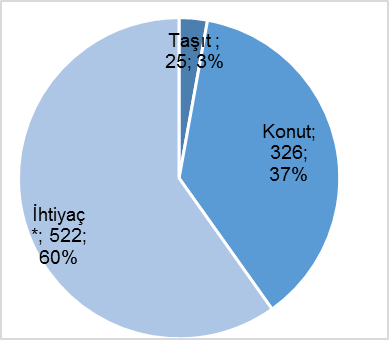 Taşıt ;
25; 3%
Konut;
326;
37%
İhtiyaç
*; 522;
60%